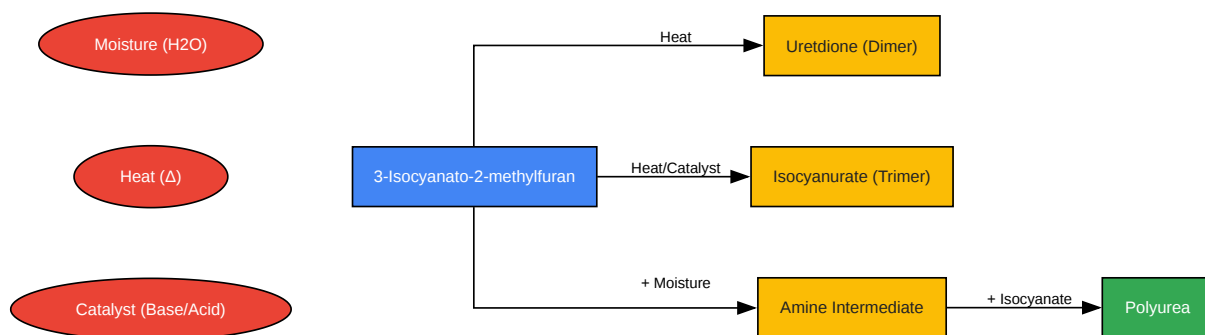 Moisture (H2O)
Heat
Uretdione (Dimer)
Heat (Δ)
3-Isocyanato-2-methylfuran
Heat/Catalyst
Isocyanurate (Trimer)
Catalyst (Base/Acid)
+ Moisture
Amine Intermediate
+ Isocyanate
Polyurea